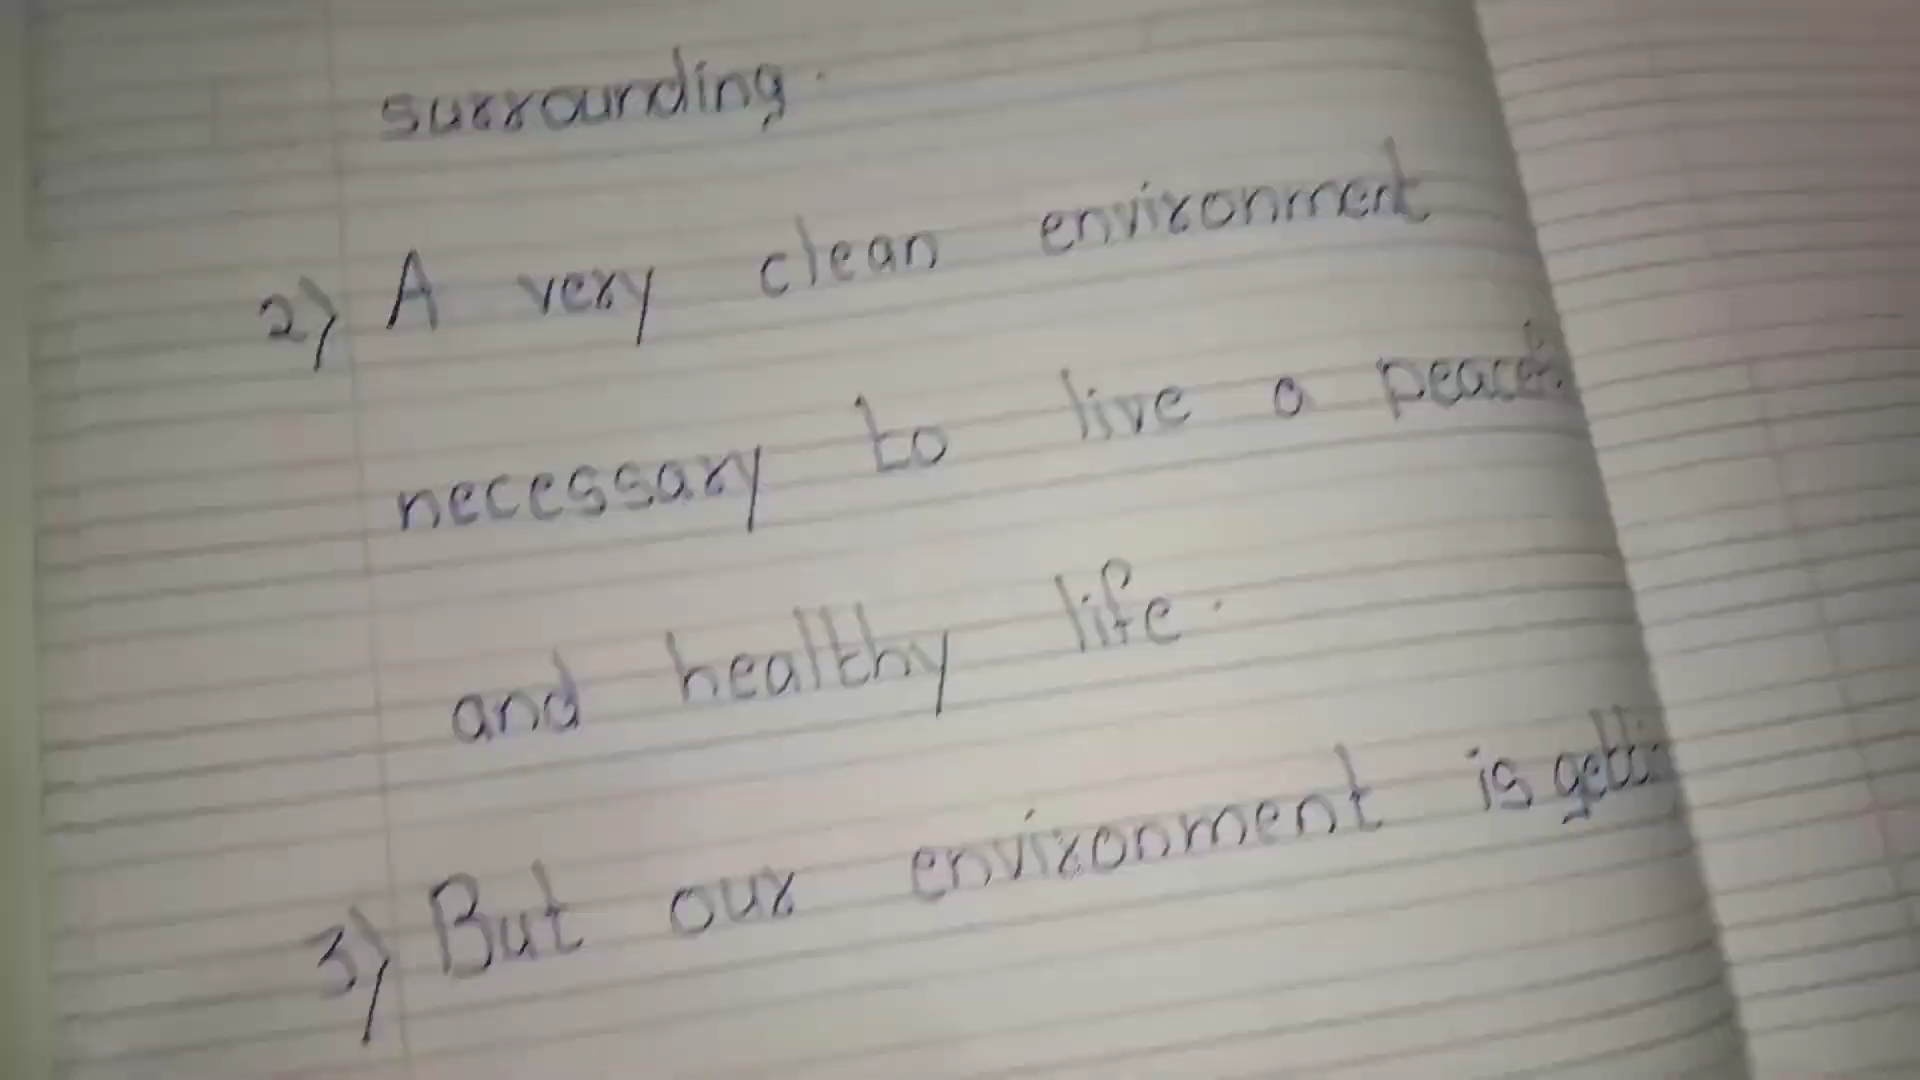 surrounding.
2) A very clean environment
necessary to live a
and healthy life.
3) But our environment is